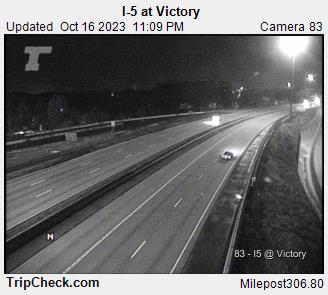 I-5 at Victory
Updated Oct 16 2023 11:09 PM Camera 83
T
N
83 - I5 @ Victory
TripCheck.com Milepost306.80